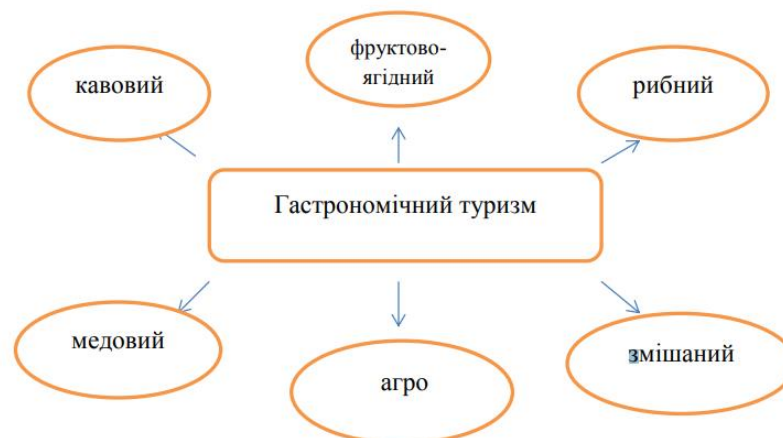 кавовий
фруктово-
ягідний
рибний
Гастрономічний туризм
медовий
агро
змішаний